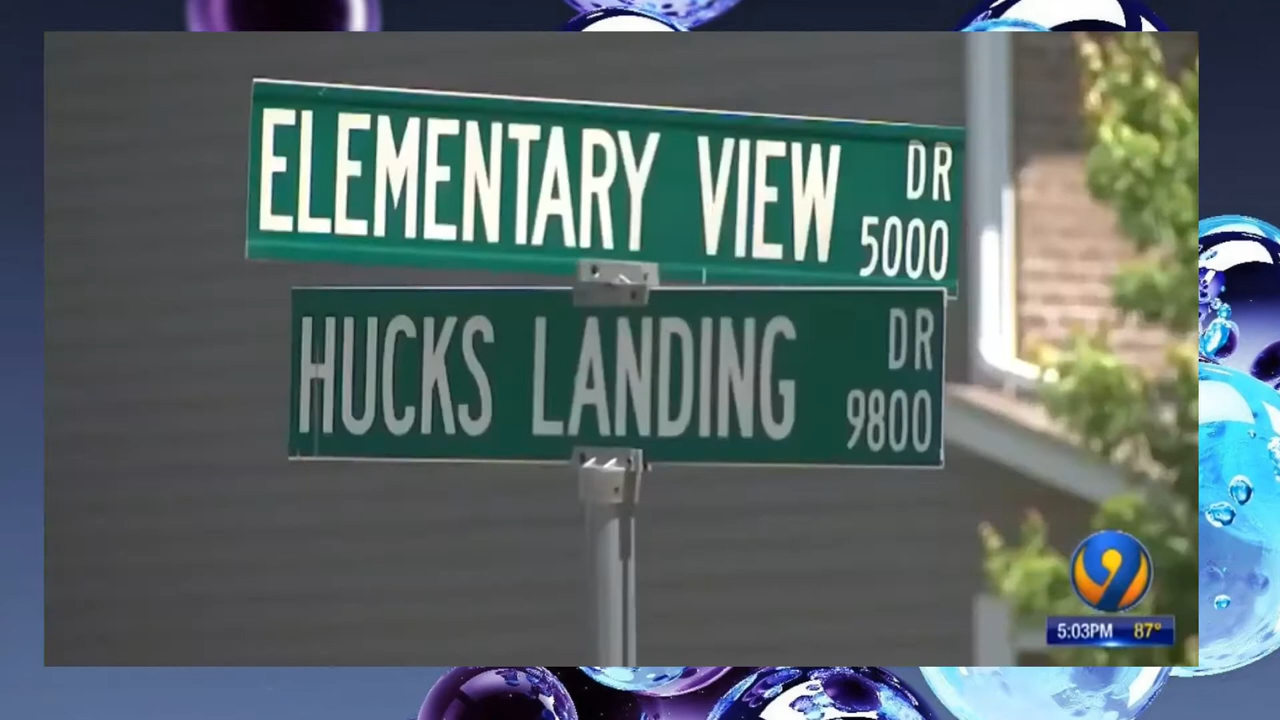 ELEMENTARY VIEW DR
5000
HUCKS LANDING DR
9800
9
5:03PM 87°